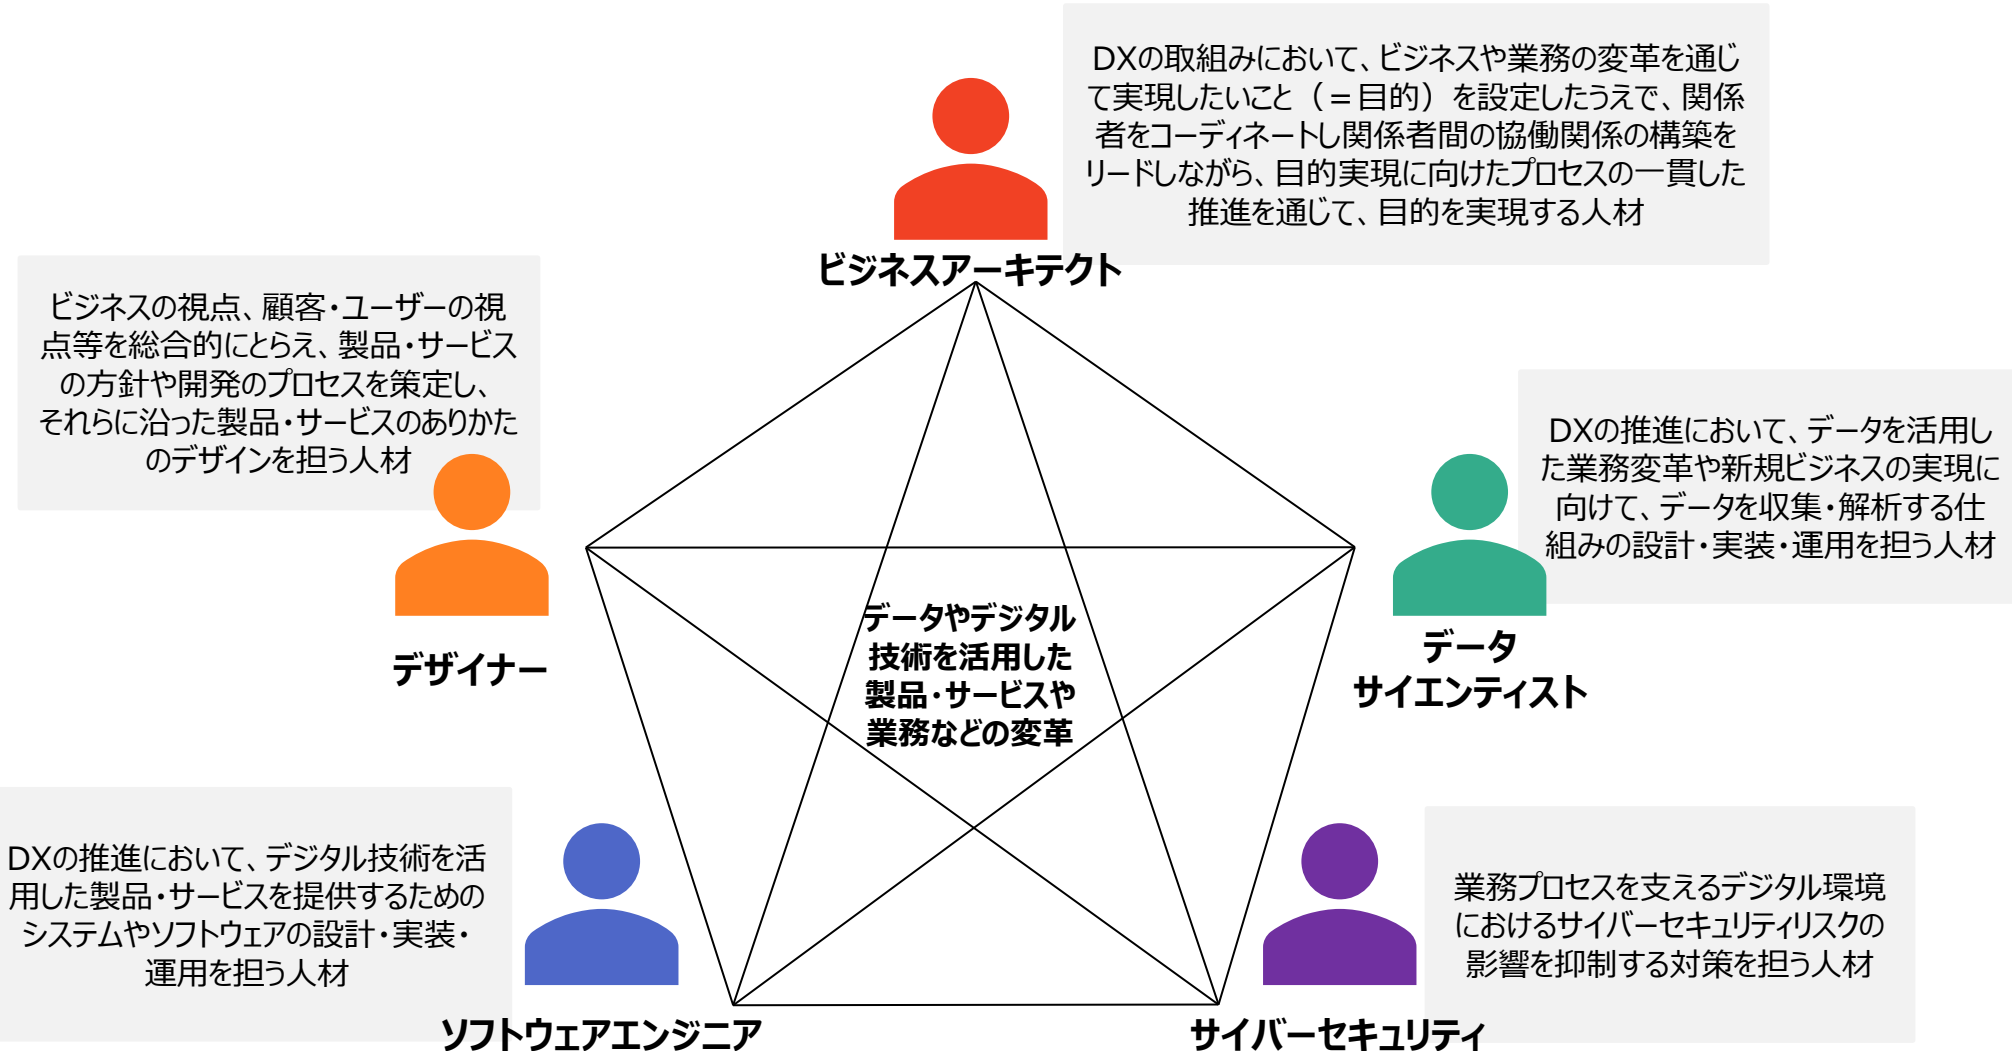 DXの取組みにおいて、ビジネスや業務の変革を通じ
て実現したいこと（＝目的）を設定したうえで、関係
者をコーディネートし関係者間の協働関係の構築を
リードしながら、目的実現に向けたプロセスの一貫した
推進を通じて、目的を実現する人材
ビジネスアーキテクト
ビジネスの視点、顧客・ユーザーの視
点等を総合的にとらえ、製品・サービス
の方針や開発のプロセスを策定し、
それらに沿った製品・サービスのありかた
のデザインを担う人材
デザイナー
DXの推進において、データを活用し
た業務変革や新規ビジネスの実現に
向けて、データを収集・解析する仕
組みの設計・実装・運用を担う人材
データ
サイエンティスト
データやデジタル
技術を活用した
製品・サービスや
業務などの変革
DXの推進において、デジタル技術を活
用した製品・サービスを提供するための
システムやソフトウェアの設計・実装・
運用を担う人材
ソフトウェアエンジニア
業務プロセスを支えるデジタル環境
におけるサイバーセキュリティリスクの
影響を抑制する対策を担う人材
サイバーセキュリティ